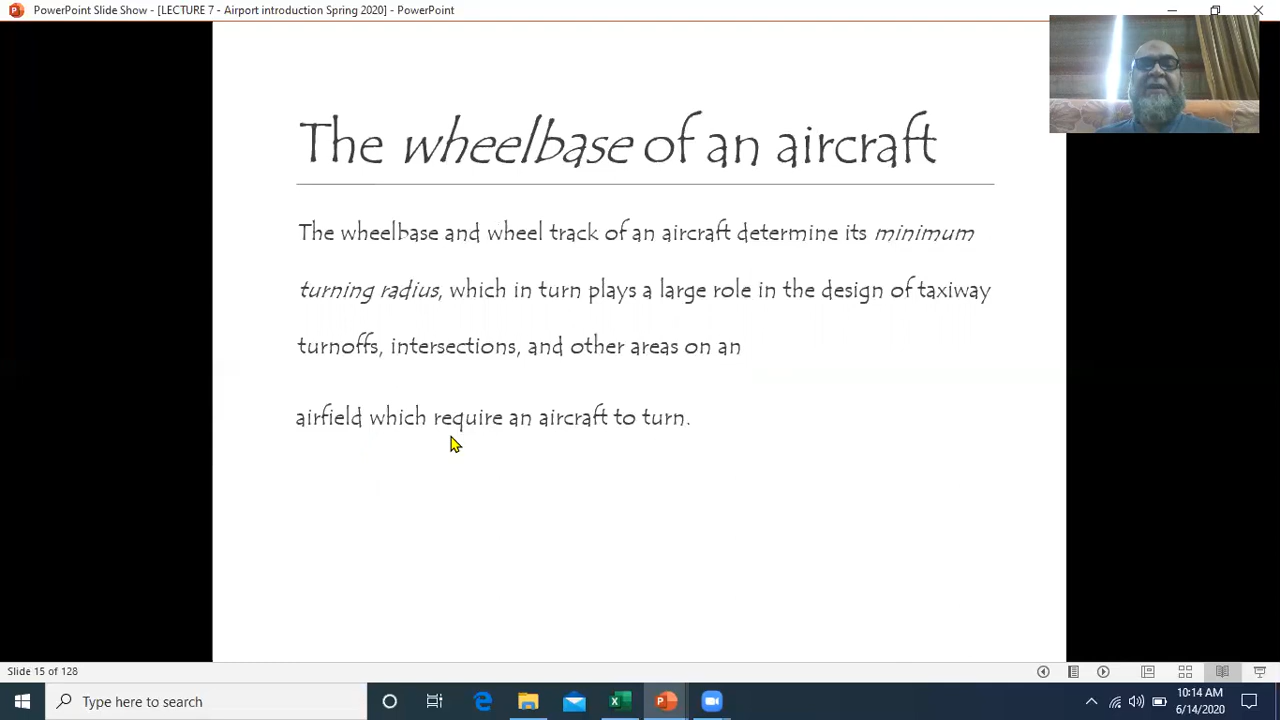 PowerPoint Slide Show - [LECTURE 7 - Airport introduction Spring 2020] - PowerPoint
The wheelbase of an aircraft
The wheelbase and wheel track of an aircraft determine its minimum
turning radius, which in turn plays a large role in the design of taxiway
turnoffs, intersections, and other areas on an
airfield which require an aircraft to turn.
Slide 15 of 128
Type here to search
10:14 AM
6/14/2020